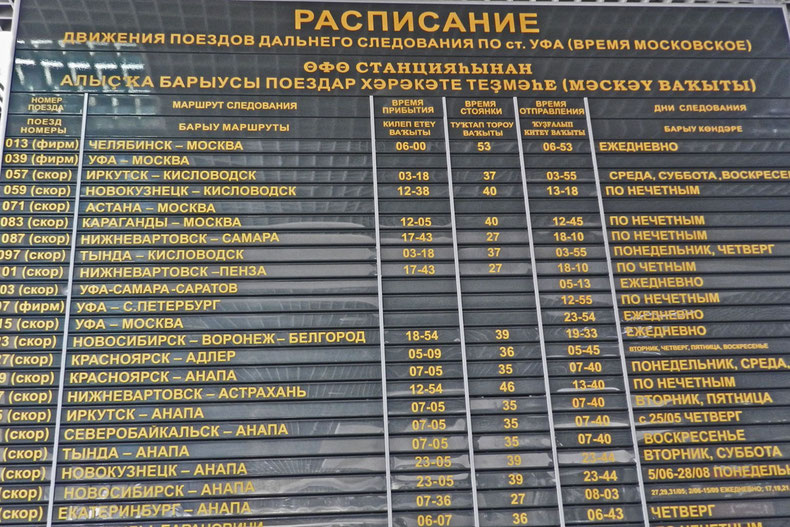 РАСПИСАНИЕ
ДВИЖЕНИЯ ПОЕЗДОВ ДАЛЬНЕГО СЛЕДОВАНИЯ ПО ст. УФА (ВРЕМЯ МОСКОВСКОЕ)
ӨФӨ СТАНЦИЯҺЫНАН
АЛЫҪҠА БАРЫУСЫ ПОЕЗДАР ХӘРӘКӘТЕ ТЕҘМӘҺЕ (МӘСКӘҮ ВАҠЫТЫ)
НОМЕР ПОЕЗДА МАРШРУТ СЛЕДОВАНИЯ ВРЕМЯ ПРИБЫТИЯ ВРЕМЯ СТОЯНКИ ВРЕМЯ ОТПРАВЛЕНИЯ ДНИ СЛЕДОВАНИЯ
ПОЕЗД НОМЕРЫ БАРЫУ МАРШРУТЫ КИЛЕП ЕТЕҮ ВАҠЫТЫ ТУҠТАП ТОРОУ ВАҠЫТЫ ҠУҘҒАЛЫП КИТЕҮ ВАҠЫТЫ БАРЫУ КӨНДӘРЕ
013 (фирм) ЧЕЛЯБИНСК – МОСКВА 06-00 53 06-53 ЕЖЕДНЕВНО
039 (фирм) УФА – МОСКВА
057 (скор) ИРКУТСК – КИСЛОВОДСК 03-18 37 03-55 СРЕДА, СУББОТА, ВОСКРЕСЕ
059 (скор) НОВОКУЗНЕЦК – КИСЛОВОДСК 12-38 40 13-18 ПО НЕЧЕТНЫМ
071 (скор) АСТАНА – МОСКВА
083 (скор) КАРАГАНДЫ – МОСКВА 12-05 40 12-45 ПО НЕЧЕТНЫМ
087 (скор) НИЖНЕВАРТОВСК – САМАРА 17-43 27 18-10 ПО НЕЧЕТНЫМ
097 (скор) ТЫНДА – КИСЛОВОДСК 03-18 37 03-55 ПОНЕДЕЛЬНИК, ЧЕТВЕРГ
01 (скор) НИЖНЕВАРТОВСК –ПЕНЗА 17-43 27 18-10 ПО ЧЕТНЫМ
03 (скор) УФА-САМАРА-САРАТОВ 05-13 ЕЖЕДНЕВНО
07 (фирм) УФА – С.ПЕТЕРБУРГ 12-55 ПО НЕЧЕТНЫМ
15 (скор) УФА – МОСКВА 23-54 ЕЖЕДНЕВНО
3 (скор) НОВОСИБИРСК – ВОРОНЕЖ – БЕЛГОРОД 18-54 39 19-33 ЕЖЕДНЕВНО
7 (скор) КРАСНОЯРСК – АДЛЕР 05-09 36 05-45 ВТОРНИК, ЧЕТВЕРГ, ПЯТНИЦА, ВОСКРЕСЕНЬЕ
9 (скор) КРАСНОЯРСК – АНАПА 07-05 35 07-40 ПОНЕДЕЛЬНИК, СРЕДА,
7 (скор) НИЖНЕВАРТОВСК – АСТРАХАНЬ 12-54 46 13-40 ПО НЕЧЕТНЫМ
(скор) ИРКУТСК – АНАПА 07-05 35 07-40 ВТОРНИК, ПЯТНИЦА
(скор) СЕВЕРОБАЙКАЛЬСК – АНАПА 07-05 35 07-40 с 25/05 ЧЕТВЕРГ
(скор) ТЫНДА – АНАПА 07-05 35 07-40 ВОСКРЕСЕНЬЕ
(скор) НОВОКУЗНЕЦК – АНАПА 23-05 39 23-44 ВТОРНИК, СУББОТА
(скор) НОВОСИБИРСК – АНАПА 23-05 39 23-44 5/06-28/08 ПОНЕДЕЛЬ
(скор) ЕКАТЕРИНБУРГ – АНАПА 07-36 27 08-03
06-07 36 06-43 ЧЕТВЕРГ